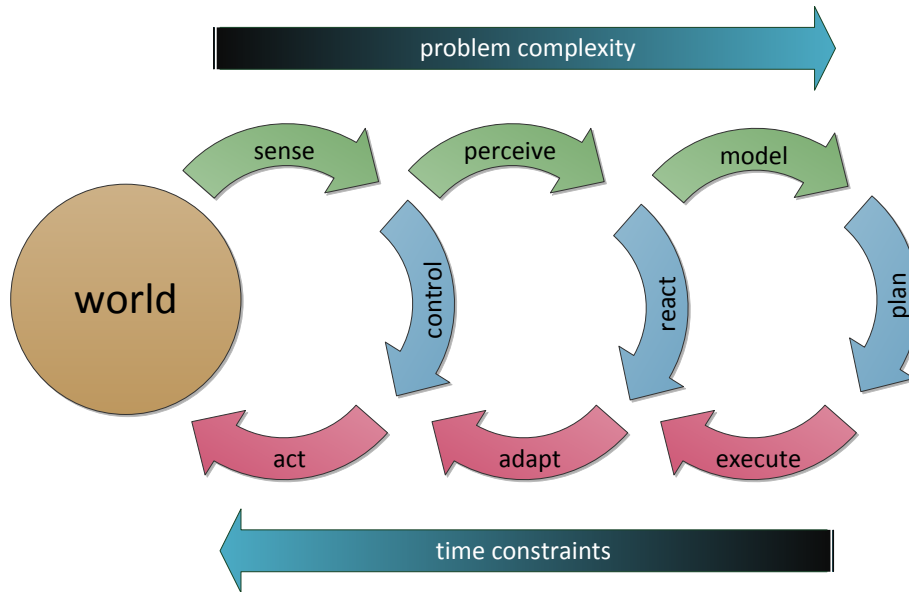 problem complexity
sense
perceive
model
world
control
react
plan
act
adapt
execute
time constraints